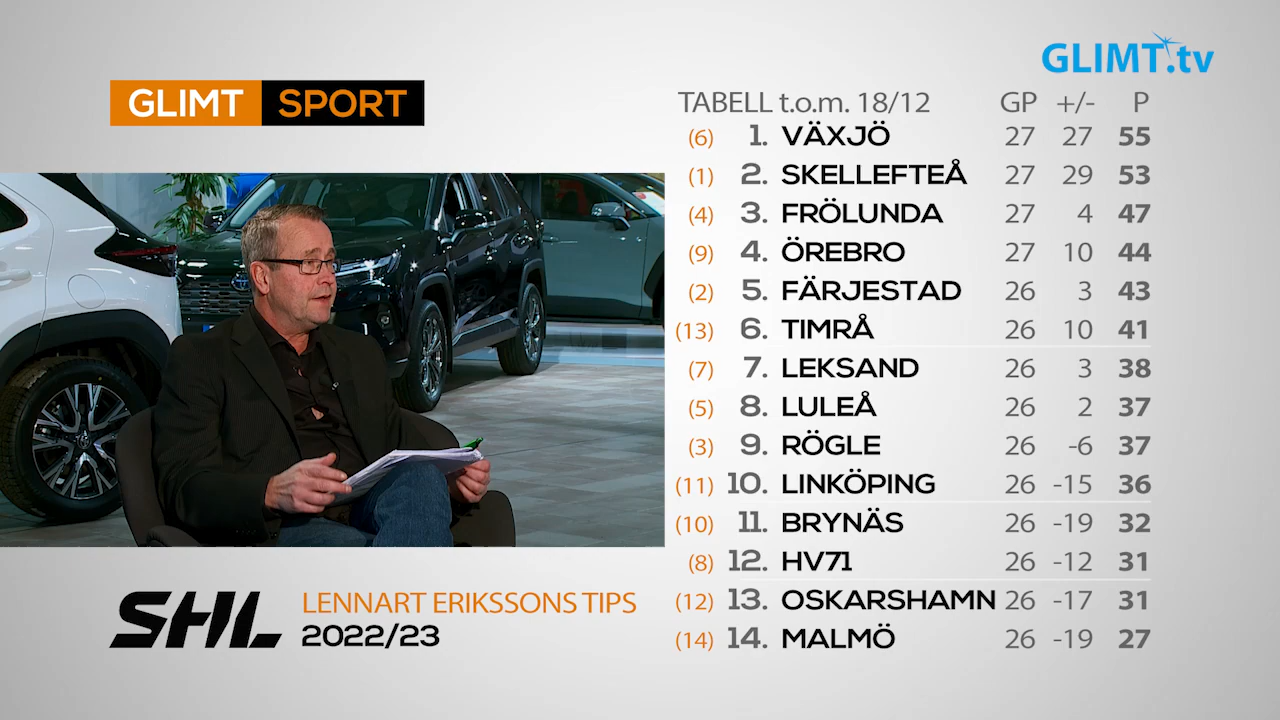 GLIMT.tv
GLIMT SPORT
TABELL t.o.m. 18/12 GP +/- P
(6) 1. VÄXJÖ 27 27 55
(1) 2. SKELLEFTEÅ 27 29 53
(4) 3. FRÖLUNDA 27 4 47
(9) 4. ÖREBRO 27 10 44
(2) 5. FÄRJESTAD 26 3 43
(13) 6. TIMRÅ 26 10 41
(7) 7. LEKSAND 26 3 38
(5) 8. LULEÅ 26 2 37
(3) 9. RÖGLE 26 -6 37
(11) 10. LINKÖPING 26 -15 36
(10) 11. BRYNÄS 26 -19 32
(8) 12. HV71 26 -12 31
(12) 13. OSKARSHAMN 26 -17 31
(14) 14. MALMÖ 26 -19 27
SHL
LENNART ERIKSSONS TIPS
2022/23